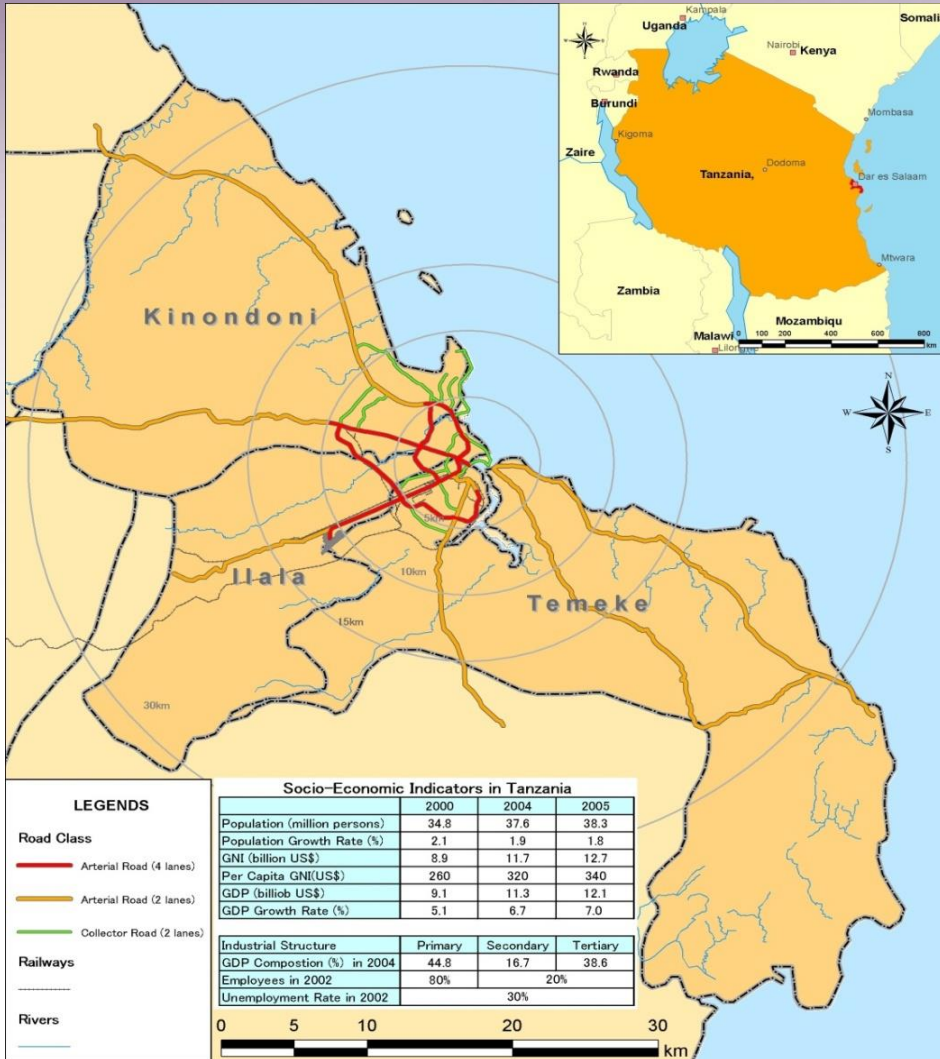 Kampala
Uganda
Somali
Nairobi
Kenya
Rwanda
Burundi
Mombasa
Kigoma
Zaire
Dodoma
Tanzania,
Dar es Salaam
Mtwara
Zambia
Malawi
Mozambiqu
0 100 200 400 600 800
km
N
W E
S
Kinondoni
Ilala
Temeke
5km
10km
15km
30km
LEGENDS
Road Class
Arterial Road (4 lanes)
Arterial Road (2 lanes)
Collector Road (2 lanes)
Railways
Rivers
Socio-Economic Indicators in Tanzania
2000 2004 2005
Population (million persons) 34.8 37.6 38.3
Population Growth Rate (%) 2.1 1.9 1.8
GNI (billion US$) 8.9 11.7 12.7
Per Capita GNI(US$) 260 320 340
GDP (billiob US$) 9.1 11.3 12.1
GDP Growth Rate (%) 5.1 6.7 7.0
Industrial Structure Primary Secondary Tertiary
GDP Compostion (%) in 2004 44.8 16.7 38.6
Employees in 2002 80% 20%
Unemployment Rate in 2002 30%
0 5 10 20 30
km